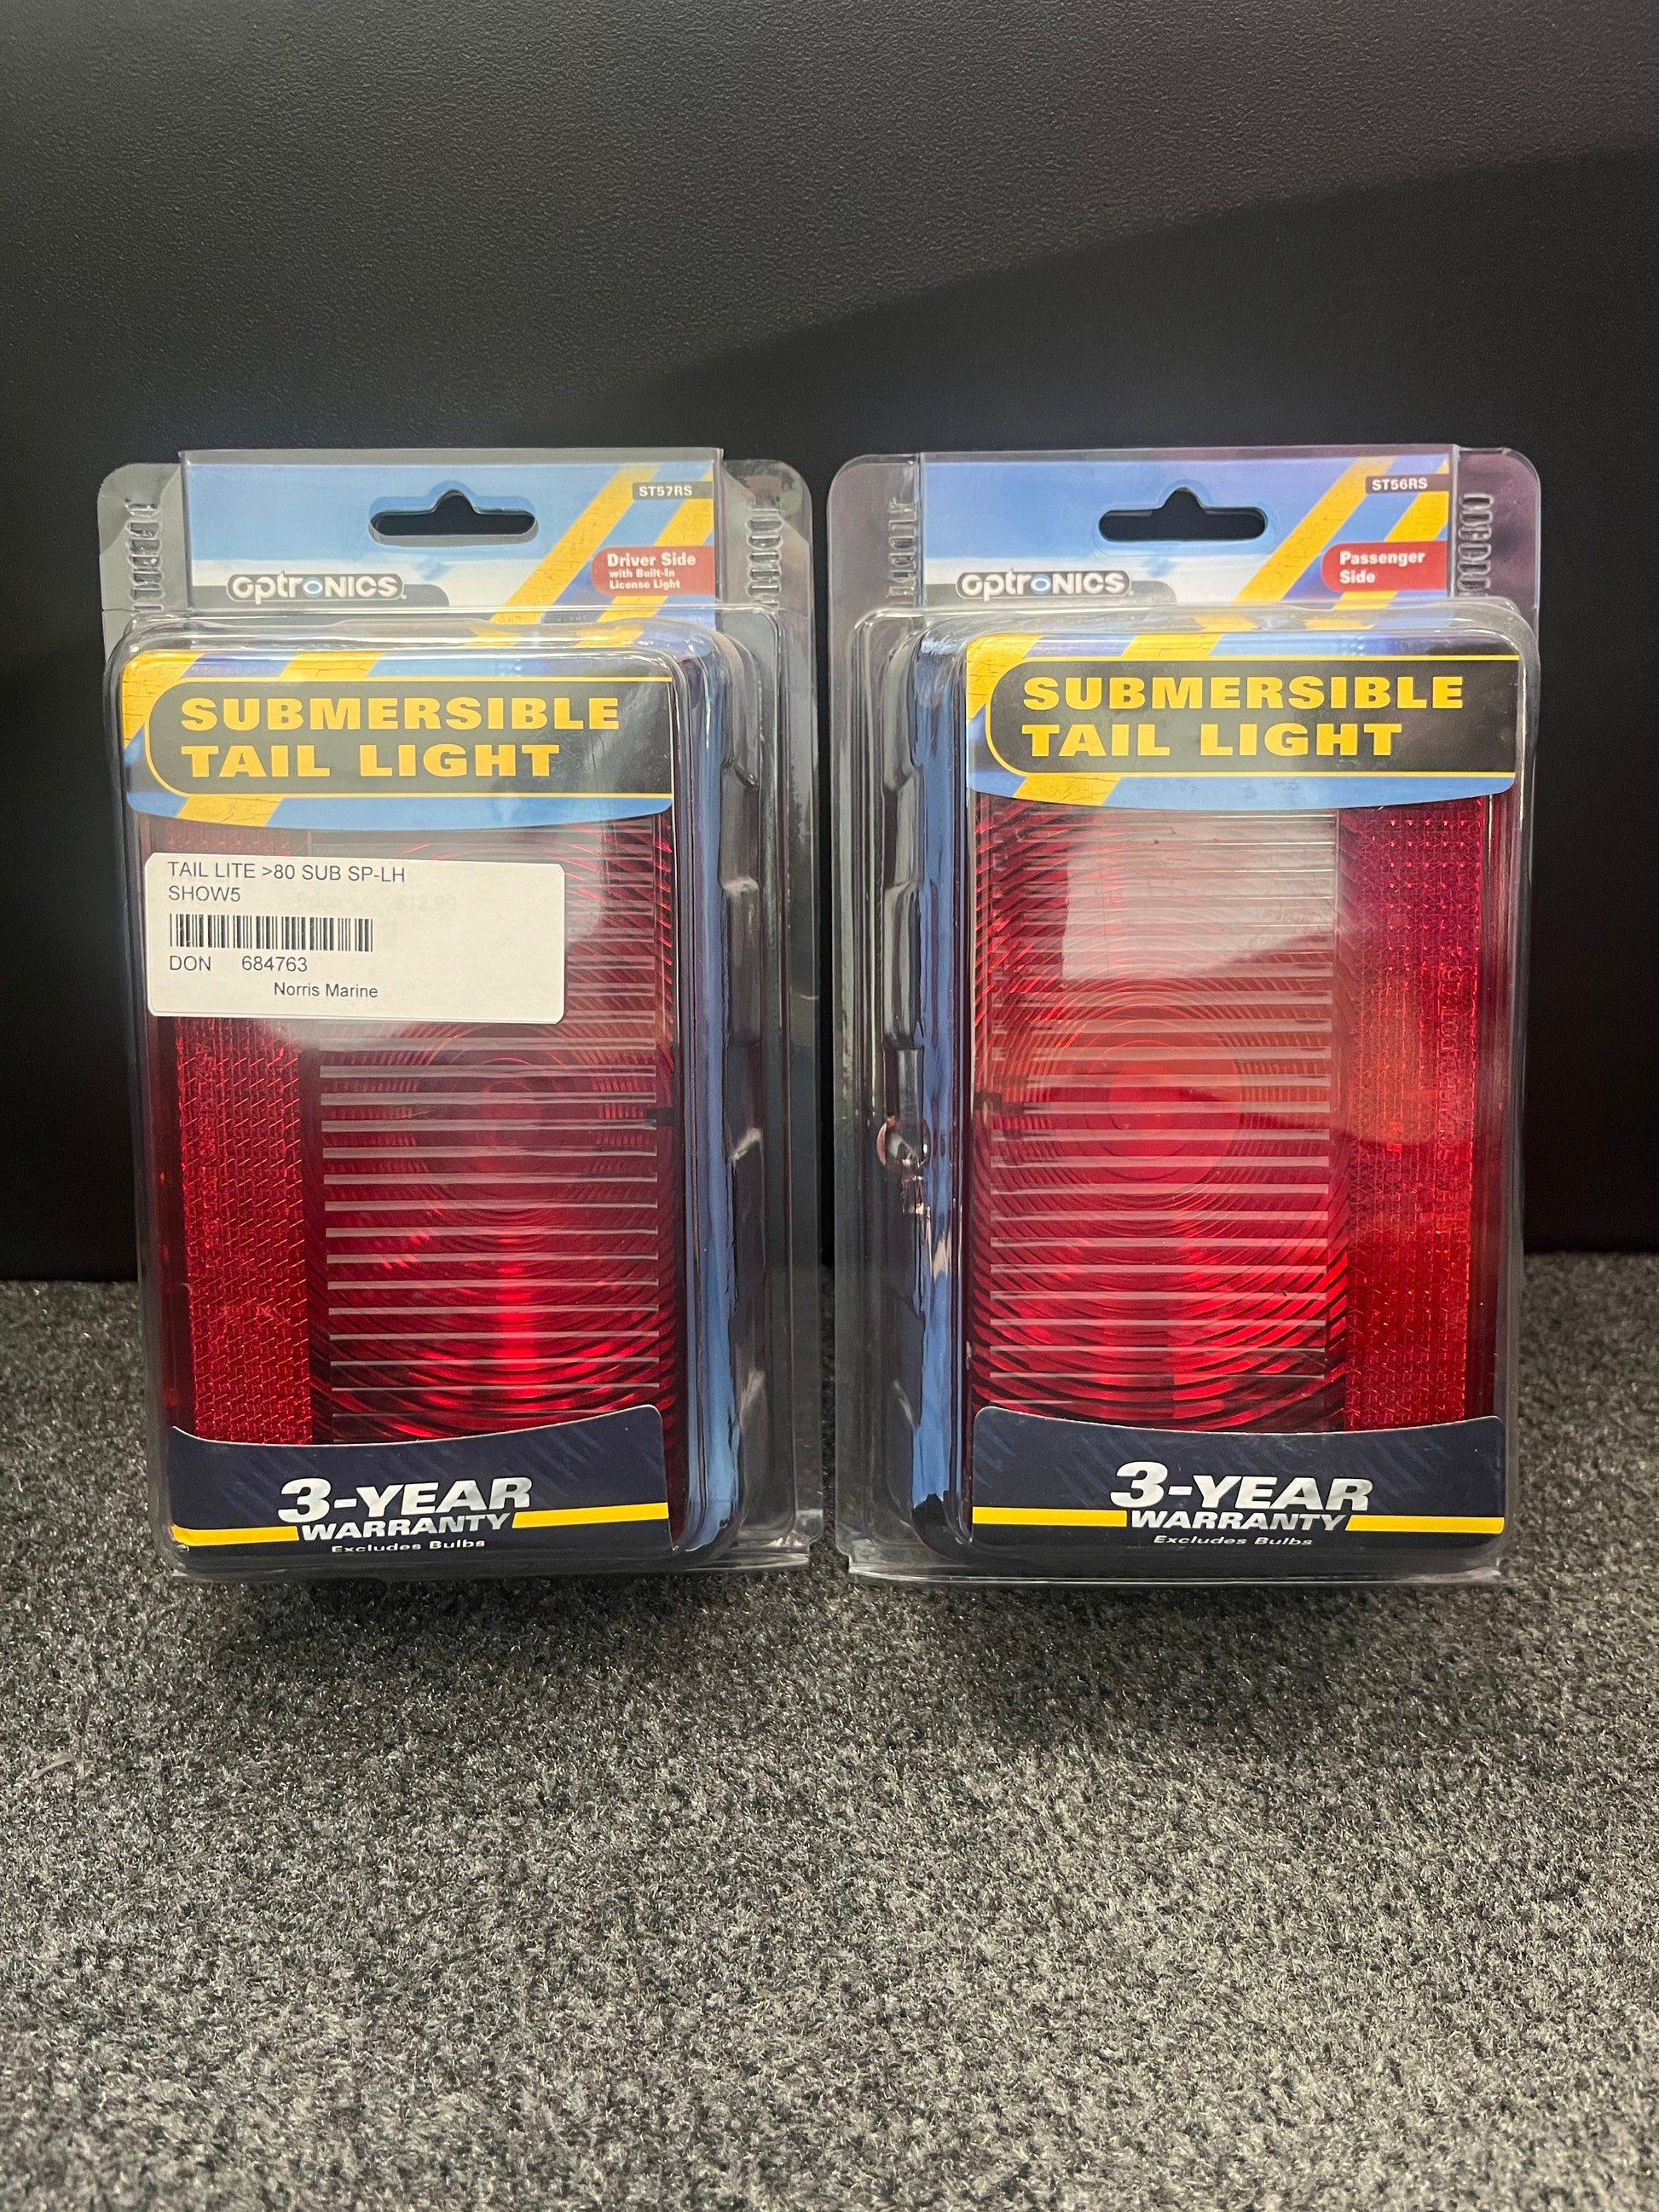 ST57RS
Driver Side
with Built-In
License Light
optronics
SUBMERSIBLE
TAIL LIGHT
TAIL LITE >80 SUB SP-LH
SHOW5
DON 684763
Norris Marine
3-YEAR
WARRANTY
Excludes Bulbs
ST56RS
Passenger
Side
optronics
SUBMERSIBLE
TAIL LIGHT
3-YEAR
WARRANTY
Excludes Bulbs